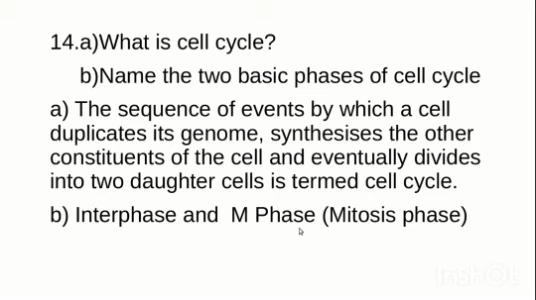 14.a)What is cell cycle?
b)Name the two basic phases of cell cycle
a) The sequence of events by which a cell
duplicates its genome, synthesises the other
constituents of the cell and eventually divides
into two daughter cells is termed cell cycle.
b) Interphase and M Phase (Mitosis phase)
InShOt